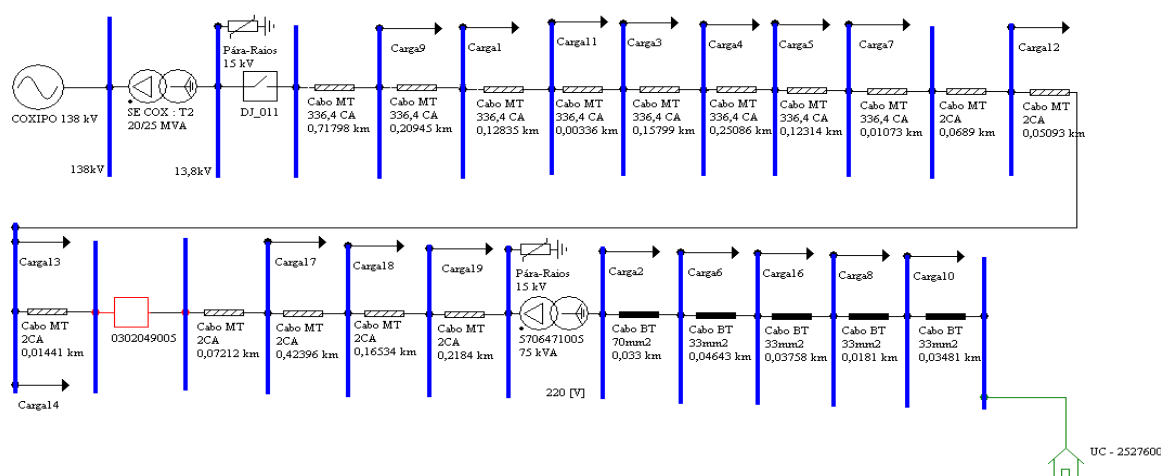 Pára-Raios
15 kV
Carga9
Carga1
Carga11
Carga3
Carga4
Carga5
Carga7
Carga12
COXIPO 138 kV
SE COX : T2
20/25 MVA
DJ_011
Cabo MT
336,4 CA
0,71798 km
Cabo MT
336,4 CA
0,20945 km
Cabo MT
336,4 CA
0,12835 km
Cabo MT
336,4 CA
0,00336 km
Cabo MT
336,4 CA
0,15799 km
Cabo MT
336,4 CA
0,25086 km
Cabo MT
336,4 CA
0,12314 km
Cabo MT
336,4 CA
0,01073 km
Cabo MT
2CA
0,0689 km
Cabo MT
2CA
0,05093 km
138kV
13,8kV
Carga13
Carga17
Carga18
Carga19
Pára-Raios
15 kV
Carga2
Carga6
Carga16
Carga8
Carga10
Cabo MT
2CA
0,01441 km
0302049005
Cabo MT
2CA
0,07212 km
Cabo MT
2CA
0,42396 km
Cabo MT
2CA
0,16534 km
Cabo MT
2CA
0,2184 km
5706471005
75 kVA
Cabo BT
70mm2
0,033 km
Cabo BT
33mm2
0,04643 km
Cabo BT
33mm2
0,03758 km
Cabo BT
33mm2
0,0181 km
Cabo BT
33mm2
0,03481 km
220 [V]
Carga14
UC - 2527600